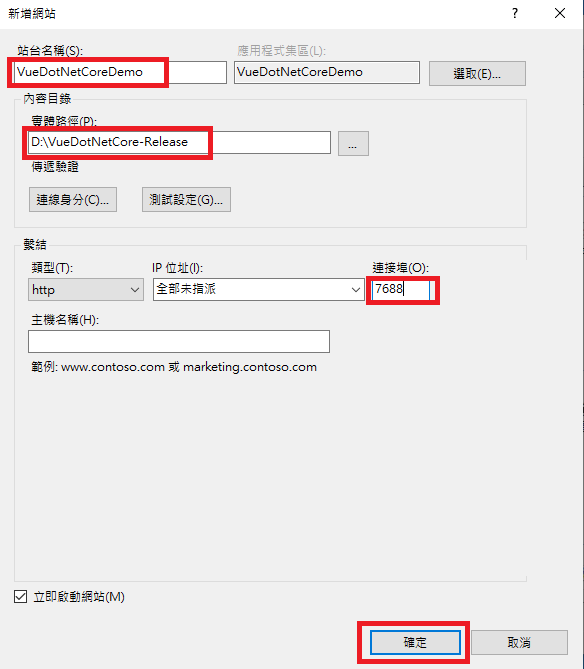 新增網站
?
站台名稱(S):
應用程式集區(L):
VueDotNetCoreDemo
VueDotNetCoreDemo
選取(E)...
內容目錄
實體路徑(P):
D:\VueDotNetCore-Release
...
傳遞驗證
連線身分(C)...
測試設定(G)...
繫結
類型(T):
IP 位址(I):
連接埠(O):
http
全部未指派
7688
主機名稱(H):
範例: www.contoso.com 或 marketing.contoso.com
立即啟動網站(M)
確定
取消